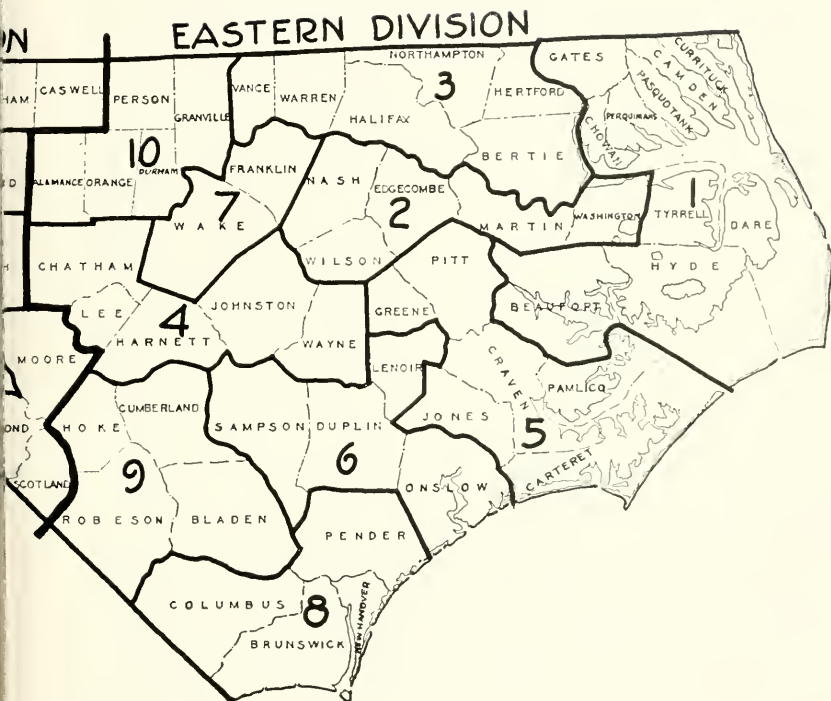 EASTERN DIVISION
NORTHAMPTON
GATES
CURRITUCK
CAMDEN
PASQUOTANK
PERQUIMANS
CHOWAN
HAM
CASWELL
PERSON
GRANVILLE
VANCE
WARREN
3
HERTFORD
HALIFAX
BERTIE
10
DURHAM
FRANKLIN
NASH
EDGECOMBE
ALAMANCE
ORANGE
7
WAKE
2
MARTIN
WASHINGTON
1
TYRRELL
DARE
WILSON
PITT
HYDE
CHATHAM
LEE
4
JOHNSTON
HARNETT
WAYNE
GREENE
BEAUFORT
MOORE
LENOIR
CRAVEN
PAMLICO
CUMBERLAND
HOKE
SAMPSON
DUPLIN
JONES
5
OND
6
CARTERET
SCOTLAND
9
ONSLOW
ROBESON
BLADEN
PENDER
COLUMBUS
8
NEW HANOVER
BRUNSWICK